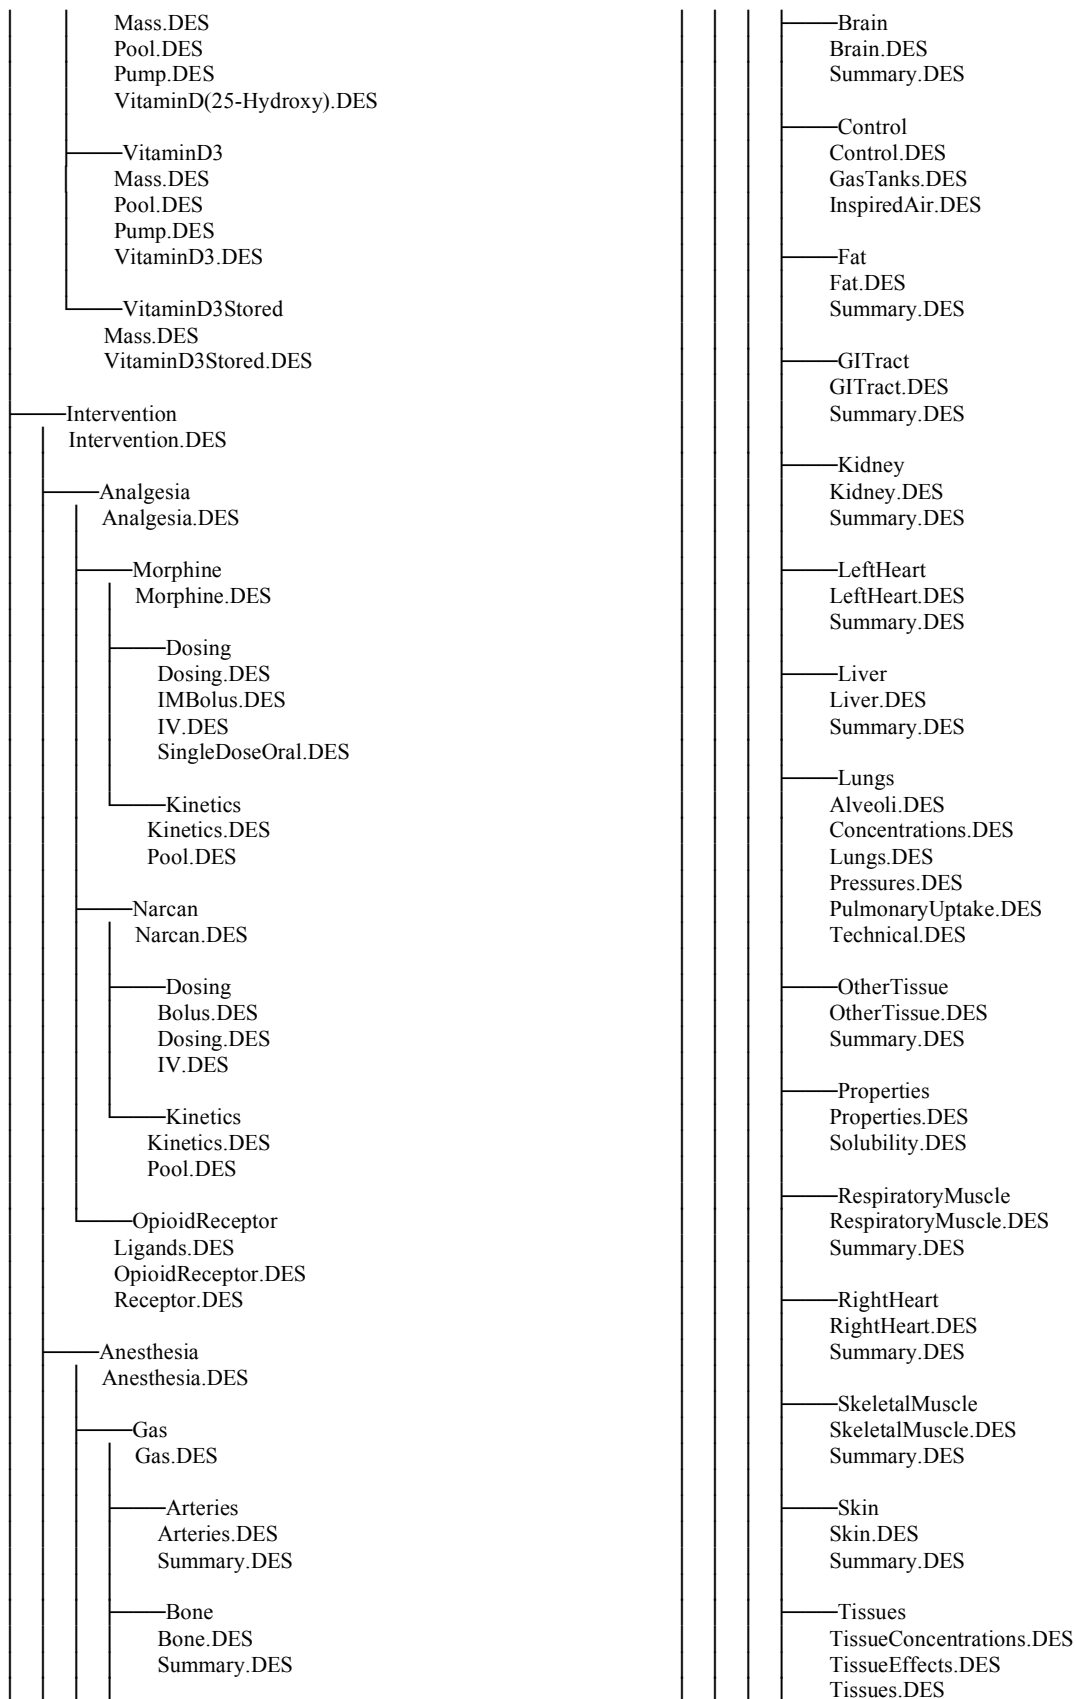 Mass.DES
Pool.DES
Pump.DES
VitaminD(25-Hydroxy).DES
VitaminD3
Mass.DES
Pool.DES
Pump.DES
VitaminD3.DES
VitaminD3Stored
Mass.DES
VitaminD3Stored.DES
Intervention
Intervention.DES
Analgesia
Analgesia.DES
Morphine
Morphine.DES
Dosing
Dosing.DES
IMBolus.DES
IV.DES
SingleDoseOral.DES
Kinetics
Kinetics.DES
Pool.DES
Narcan
Narcan.DES
Dosing
Bolus.DES
Dosing.DES
IV.DES
Kinetics
Kinetics.DES
Pool.DES
OpioidReceptor
Ligands.DES
OpioidReceptor.DES
Receptor.DES
Anesthesia
Anesthesia.DES
Gas
Gas.DES
Arteries
Arteries.DES
Summary.DES
Bone
Bone.DES
Summary.DES
Brain
Brain.DES
Summary.DES
Control
Control.DES
GasTanks.DES
InspiredAir.DES
Fat
Fat.DES
Summary.DES
GITract
GITract.DES
Summary.DES
Kidney
Kidney.DES
Summary.DES
LeftHeart
LeftHeart.DES
Summary.DES
Liver
Liver.DES
Summary.DES
Lungs
Alveoli.DES
Concentrations.DES
Lungs.DES
Pressures.DES
PulmonaryUptake.DES
Technical.DES
OtherTissue
OtherTissue.DES
Summary.DES
Properties
Properties.DES
Solubility.DES
RespiratoryMuscle
RespiratoryMuscle.DES
Summary.DES
RightHeart
RightHeart.DES
Summary.DES
SkeletalMuscle
SkeletalMuscle.DES
Summary.DES
Skin
Skin.DES
Summary.DES
Tissues
TissueConcentrations.DES
TissueEffects.DES
Tissues.DES